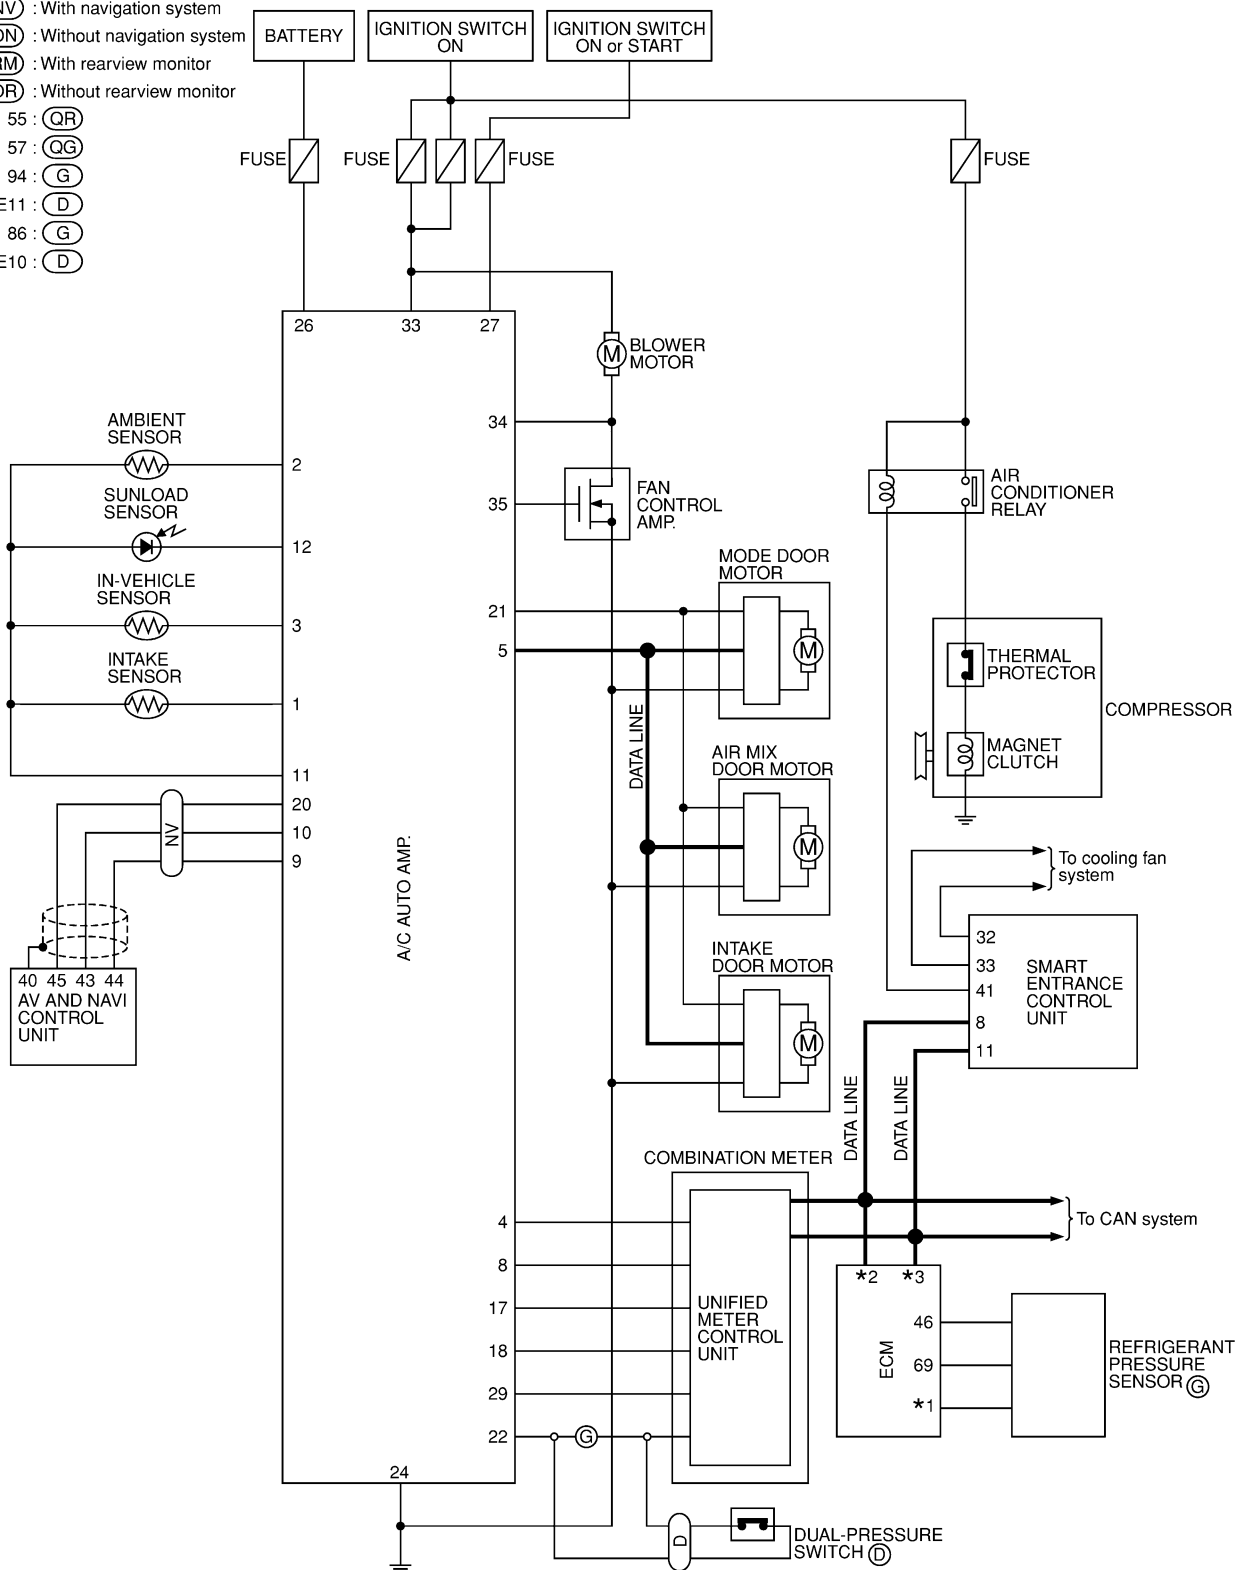 NV : With navigation system
ON : Without navigation system
RM : With rearview monitor
OR : Without rearview monitor
55 : QR
57 : QG
94 : G
E11 : D
86 : G
E10 : D
BATTERY
IGNITION SWITCH
ON
IGNITION SWITCH
ON or START
FUSE
FUSE
FUSE
FUSE
26
33
27
BLOWER
MOTOR
M
34
AMBIENT
SENSOR
2
SUNLOAD
SENSOR
12
IN-VEHICLE
SENSOR
3
INTAKE
SENSOR
1
11
20
10
9
NV
40 45 43 44
AV AND NAVI
CONTROL
UNIT
A/C AUTO AMP.
35
FAN
CONTROL
AMP.
21
5
MODE DOOR
MOTOR
M
DATA LINE
AIR MIX
DOOR MOTOR
M
INTAKE
DOOR MOTOR
M
AIR
CONDITIONER
RELAY
THERMAL
PROTECTOR
COMPRESSOR
MAGNET
CLUTCH
To cooling fan
system
32
33
41
8
11
SMART
ENTRANCE
CONTROL
UNIT
DATA LINE
DATA LINE
COMBINATION METER
To CAN system
4
8
17
18
29
22
G
UNIFIED
METER
CONTROL
UNIT
*2 *3
ECM
46
69
*1
REFRIGERANT
PRESSURE
SENSOR G
24
D
DUAL-PRESSURE
SWITCH D